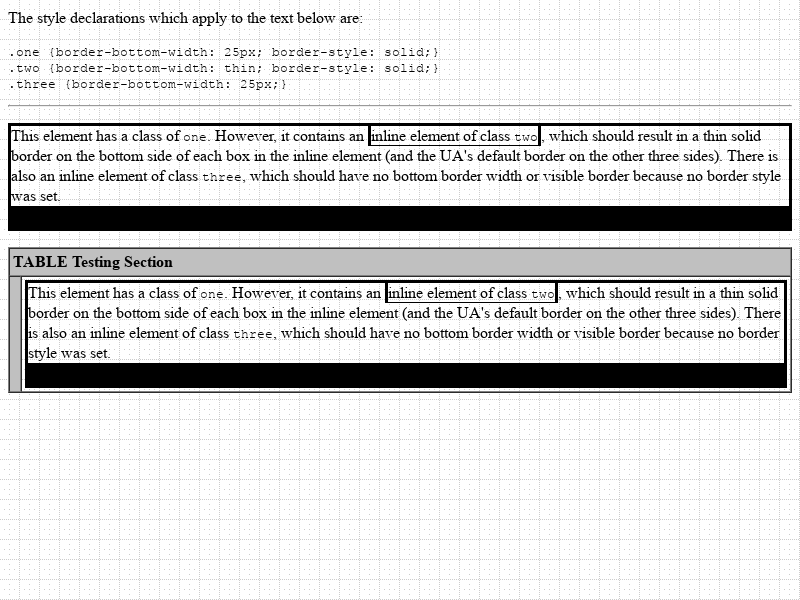 The style declarations which apply to the text below are:
.one {border-bottom-width: 25px; border-style: solid;}
.two {border-bottom-width: thin; border-style: solid;}
.three {border-bottom-width: 25px;}
This element has a class of one. However, it contains an inline element of class two, which should result in a thin solid
border on the bottom side of each box in the inline element (and the UA's default border on the other three sides). There is
also an inline element of class three, which should have no bottom border width or visible border because no border style
was set.
TABLE Testing Section
This element has a class of one. However, it contains an inline element of class two, which should result in a thin solid
border on the bottom side of each box in the inline element (and the UA's default border on the other three sides). There
is also an inline element of class three, which should have no bottom border width or visible border because no border
style was set.